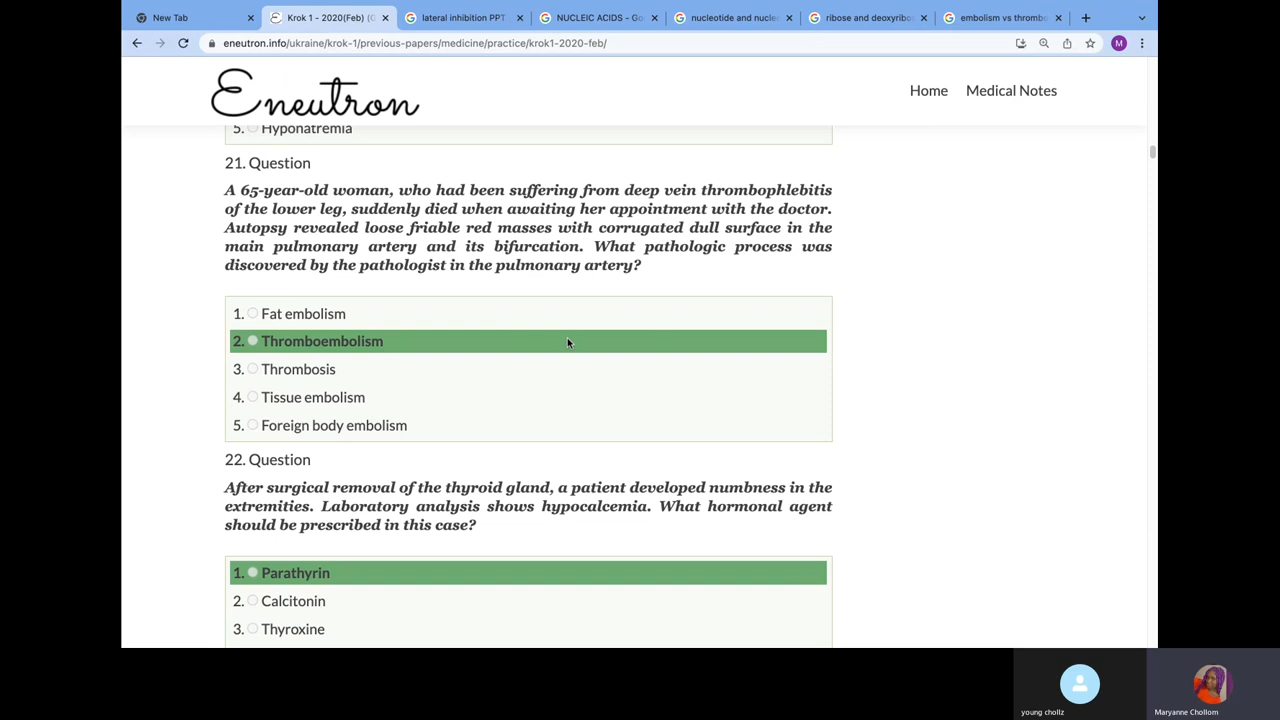 New Tab
Krok 1 - 2020(Feb) (G
lateral inhibition PPT
NUCLEIC ACIDS - Go
nucleotide and nucle
ribose and deoxyribo
embolism vs thrombo
eneutron.info/ukraine/krok-1/previous-papers/medicine/practice/krok1-2020-feb/
M
Eneutron
Home
Medical Notes
5. Hyponatremia
21. Question
A 65-year-old woman, who had been suffering from deep vein thrombophlebitis
of the lower leg, suddenly died when awaiting her appointment with the doctor.
Autopsy revealed loose friable red masses with corrugated dull surface in the
main pulmonary artery and its bifurcation. What pathologic process was
discovered by the pathologist in the pulmonary artery?
1. Fat embolism
2. Thromboembolism
3. Thrombosis
4. Tissue embolism
5. Foreign body embolism
22. Question
After surgical removal of the thyroid gland, a patient developed numbness in the
extremities. Laboratory analysis shows hypocalcemia. What hormonal agent
should be prescribed in this case?
1. Parathyrin
2. Calcitonin
3. Thyroxine
young chollz
Maryanne Chollom